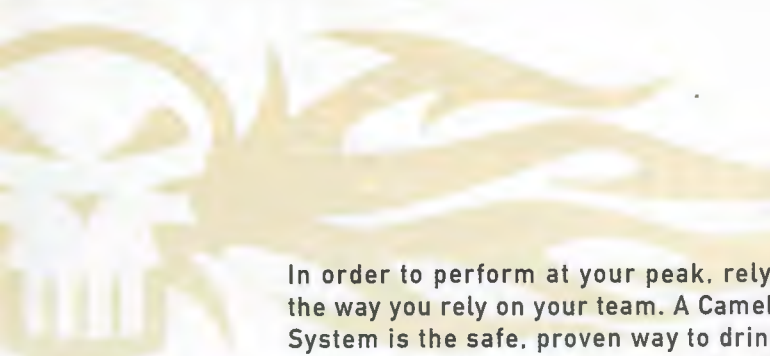 In order to perform at your peak, rely
the way you rely on your team. A Camel
System is the safe, proven way to drin